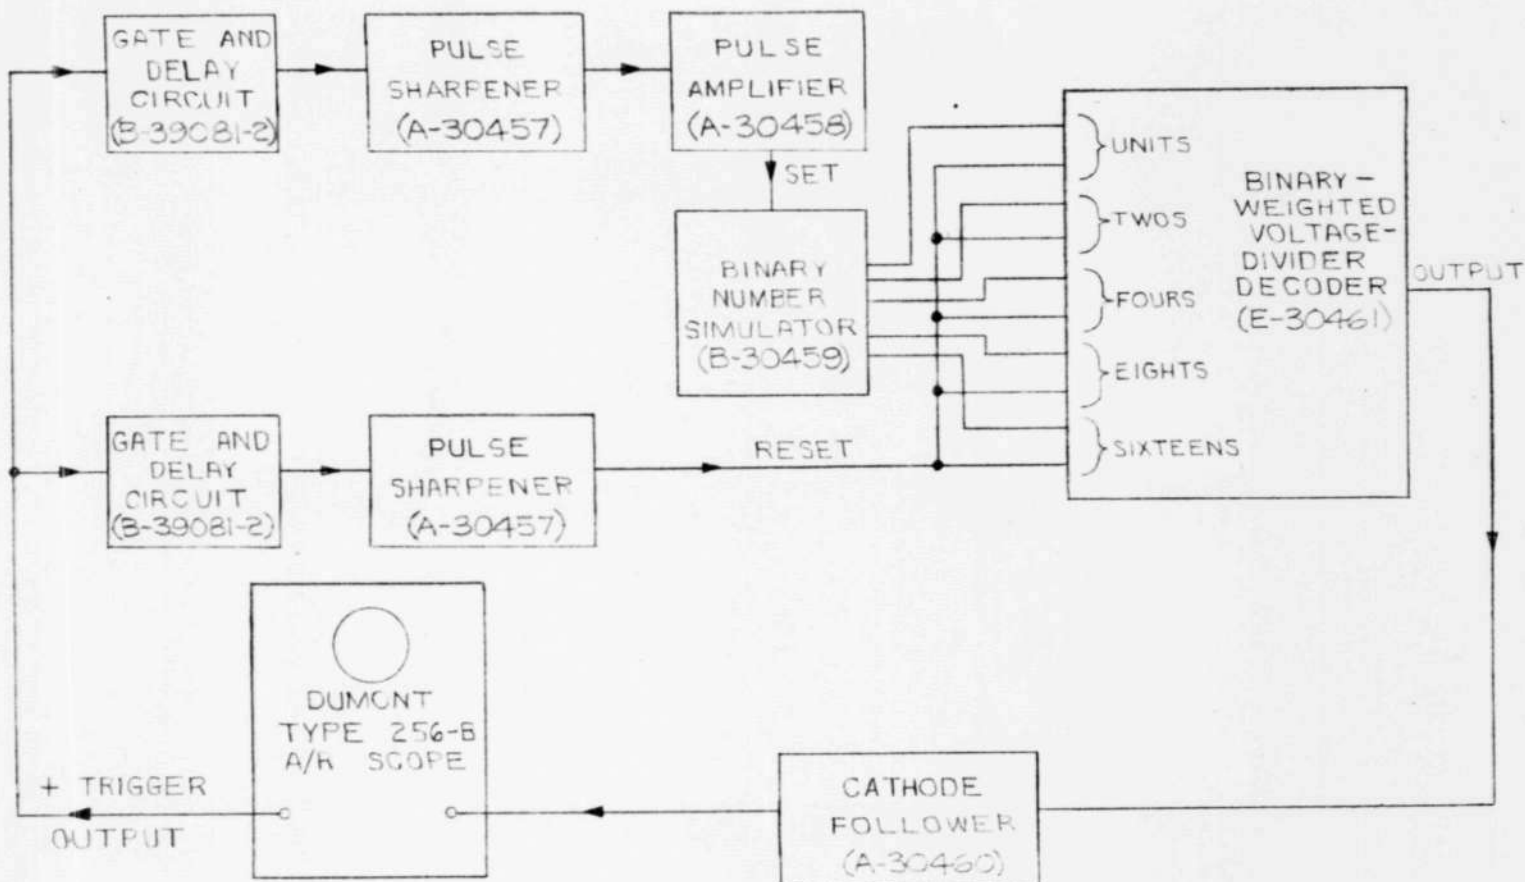 GATE AND
DELAY
CIRCUIT
(B-39081-2)
PULSE
SHARPENER
(A-30457)
PULSE
AMPLIFIER
(A-30458)
SET
BINARY
NUMBER
SIMULATOR
(B-30459)
UNITS
TWOS
FOURS
EIGHTS
SIXTEENS
BINARY-
WEIGHTED
VOLTAGE-
DIVIDER
DECODER
(E-30461)
OUTPUT
GATE AND
DELAY
CIRCUIT
(B-39081-2)
PULSE
SHARPENER
(A-30457)
RESET
DUMONT
TYPE 256-B
A/R SCOPE
+ TRIGGER
OUTPUT
CATHODE
FOLLOWER
(A-30460)